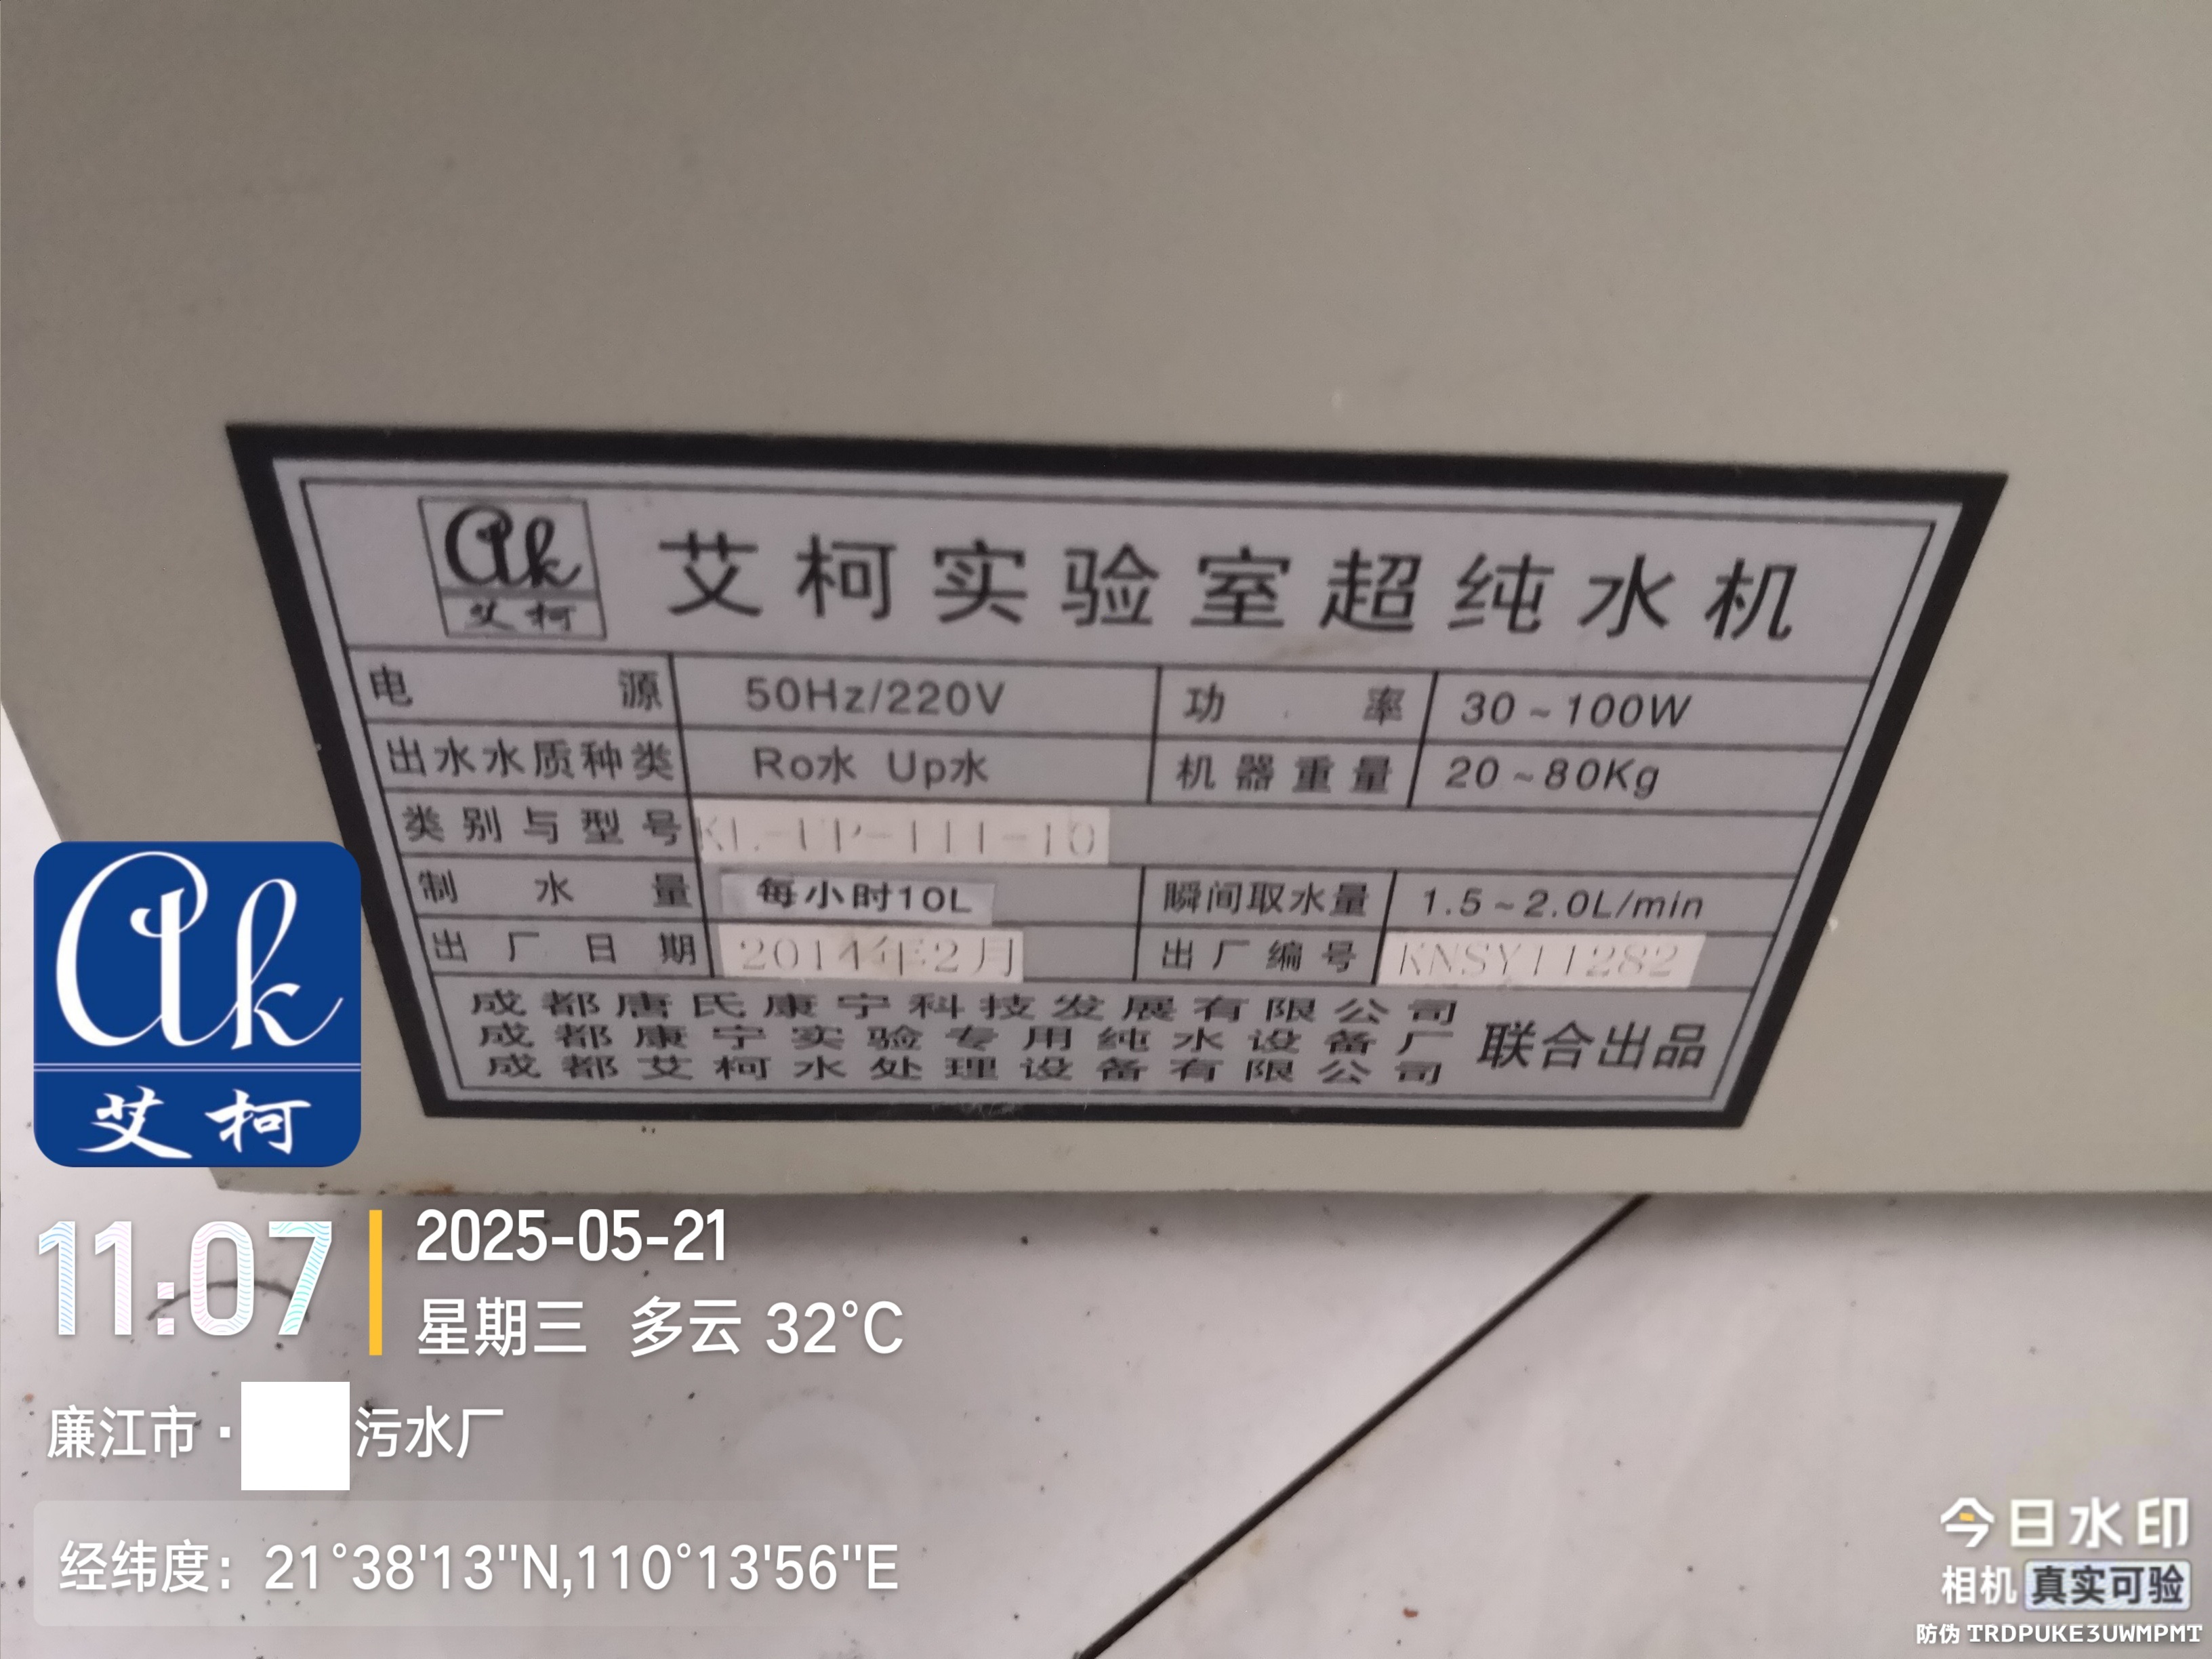 Ak
艾柯
艾柯实验室超纯水机
电源 50Hz/220V 功率 30~100W
出水水质种类 Ro水 Up水 机器重量 20~80Kg
类别与型号 KL-UP-111-10
制水量 每小时10L 瞬间取水量 1.5~2.0L/min
出厂日期 2014年2月 出厂编号 KNSY11282
成都唐氏康宁科技发展有限公司
成都康宁实验专用纯水设备厂
成都艾柯水处理设备有限公司
联合出品
Ak
艾柯
11:07
2025-05-21
星期三 多云 32°C
廉江市·
污水厂
经纬度：21°38'13"N,110°13'56"E
今日水印
相机 真实可验
防伪 TRDPUKE3UWMPMT